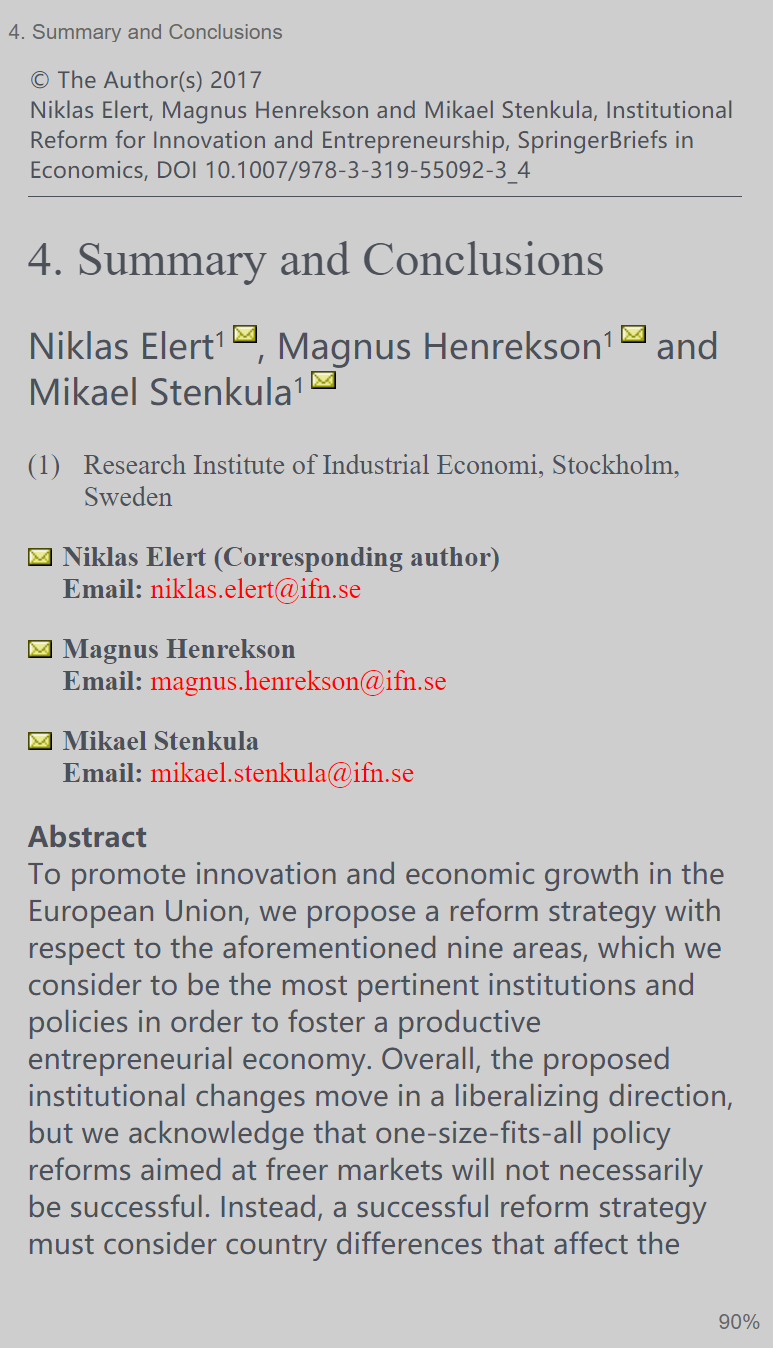 4. Summary and Conclusions
© The Author(s) 2017
Niklas Elert, Magnus Henrekson and Mikael Stenkula, Institutional
Reform for Innovation and Entrepreneurship, SpringerBriefs in
Economics, DOI 10.1007/978-3-319-55092-3_4
4. Summary and Conclusions
Niklas Elert1 , Magnus Henrekson1 and
Mikael Stenkula1
(1) Research Institute of Industrial Economi, Stockholm,
Sweden
Niklas Elert (Corresponding author)
Email: niklas.elert@ifn.se
Magnus Henrekson
Email: magnus.henrekson@ifn.se
Mikael Stenkula
Email: mikael.stenkula@ifn.se
Abstract
To promote innovation and economic growth in the
European Union, we propose a reform strategy with
respect to the aforementioned nine areas, which we
consider to be the most pertinent institutions and
policies in order to foster a productive
entrepreneurial economy. Overall, the proposed
institutional changes move in a liberalizing direction,
but we acknowledge that one-size-fits-all policy
reforms aimed at freer markets will not necessarily
be successful. Instead, a successful reform strategy
must consider country differences that affect the
90%